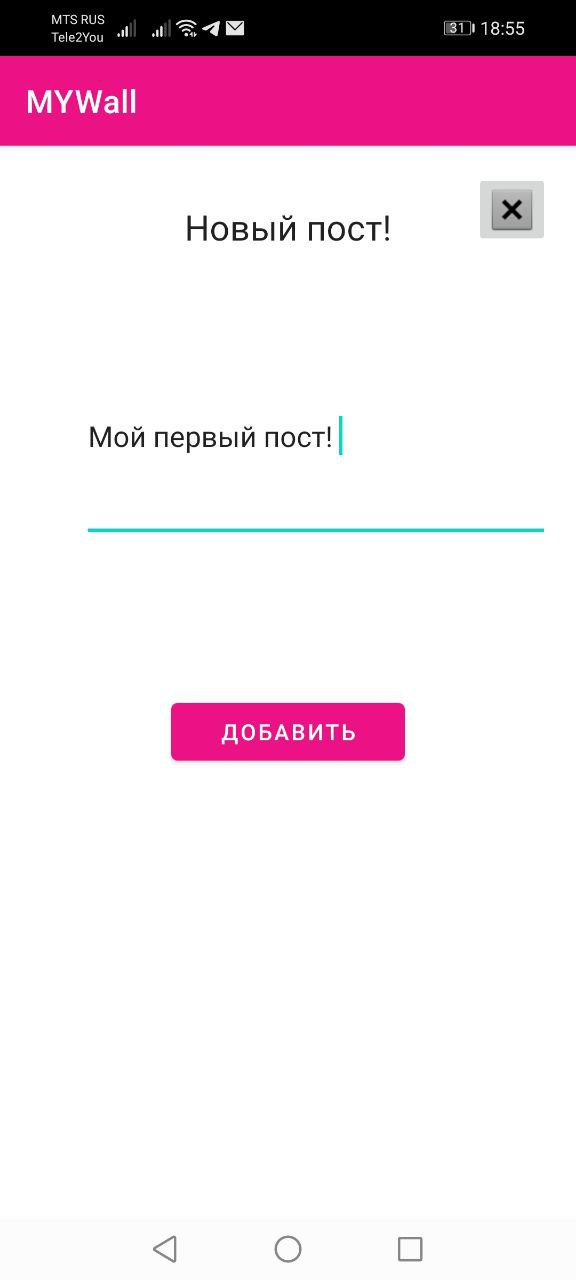 MTS RUS
Tele2You
31 18:55
MYWall
Новый пост!
Мой первый пост!
ДОБАВИТЬ